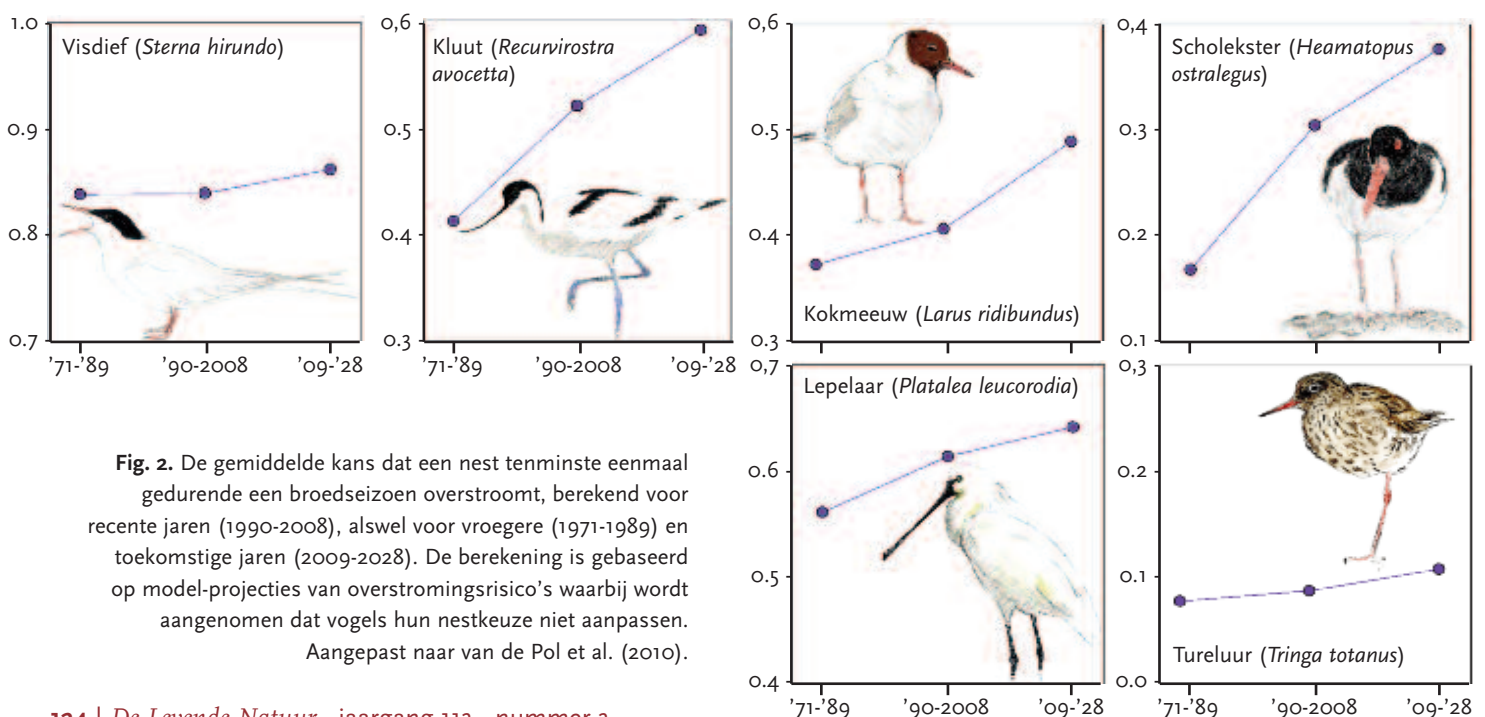 1.0
0.9
0.8
0.7
Visdief (Sterna hirundo)
'71-'89 '90-2008 '09-'28
0,6
0.5
0.4
0.3
Kluut (Recurvirostra
avocetta)
'71-'89 '90-2008 '09-'28
0,6
0.5
0.4
0.3
Kokmeeuw (Larus ridibundus)
0,4
0.3
0.2
0.1
Scholekster (Heamatopus
ostralegus)
0,7
0.6
0.5
0.4
Lepelaar (Platalea leucorodia)
'71-'89 '90-2008 '09-'28
0,3
0.2
0.1
0.0
Tureluur (Tringa totanus)
'71-'89 '90-2008 '09-'28
Fig. 2. De gemiddelde kans dat een nest tenminste eenmaal
gedurende een broedseizoen overstroomt, berekend voor
recente jaren (1990-2008), alswel voor vroegere (1971-1989) en
toekomstige jaren (2009-2028). De berekening is gebaseerd
op model-projecties van overstromingsrisico's waarbij wordt
aangenomen dat vogels hun nestkeuze niet aanpassen.
Aangepast naar van de Pol et al. (2010).
| De Levende Natuur jaargang 112 nummer